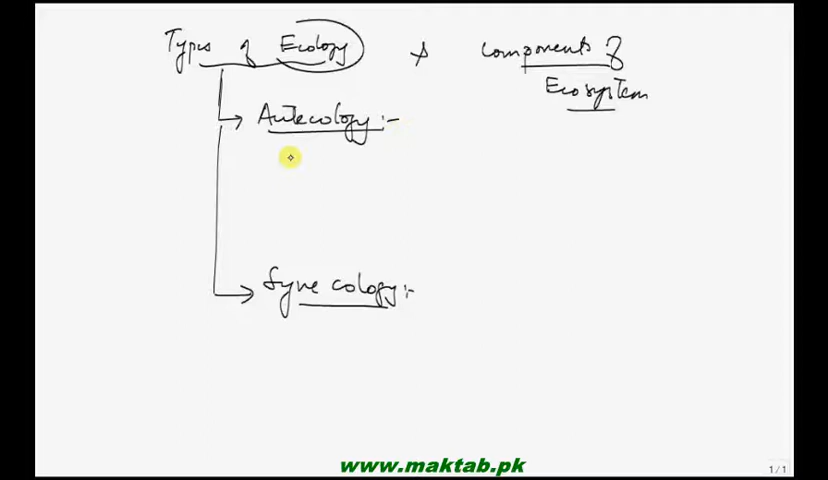 Types of Ecology & components of
Ecosystem
Autecology :-
Synecology :-
www.maktab.pk
1/1